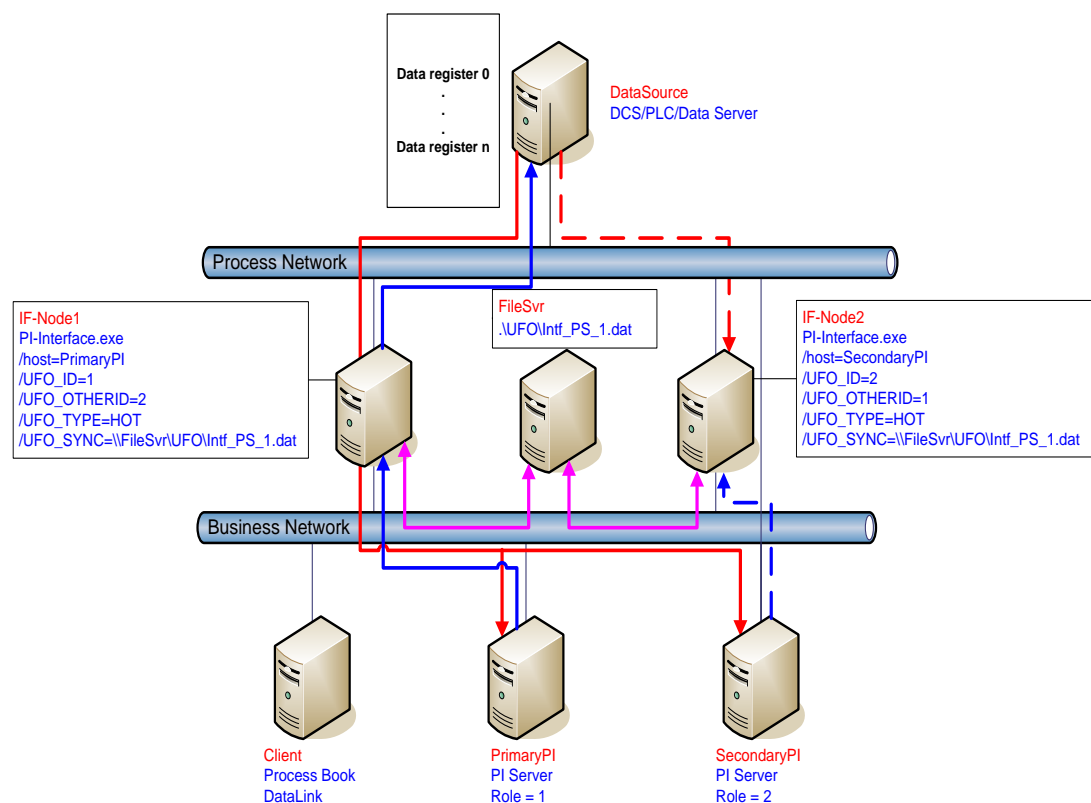 Data register 0
.
.
.
Data register n
DataSource
DCS/PLC/Data Server
Process Network
IF-Node1
PI-Interface.exe
/host=PrimaryPI
/UFO_ID=1
/UFO_OTHERID=2
/UFO_TYPE=HOT
/UFO_SYNC=\\FileSvr\UFO\Intf_PS_1.dat
FileSvr
.\UFO\Intf_PS_1.dat
IF-Node2
PI-Interface.exe
/host=SecondaryPI
/UFO_ID=2
/UFO_OTHERID=1
/UFO_TYPE=HOT
/UFO_SYNC=\\FileSvr\UFO\Intf_PS_1.dat
Business Network
Client
Process Book
DataLink
PrimaryPI
PI Server
Role = 1
SecondaryPI
PI Server
Role = 2